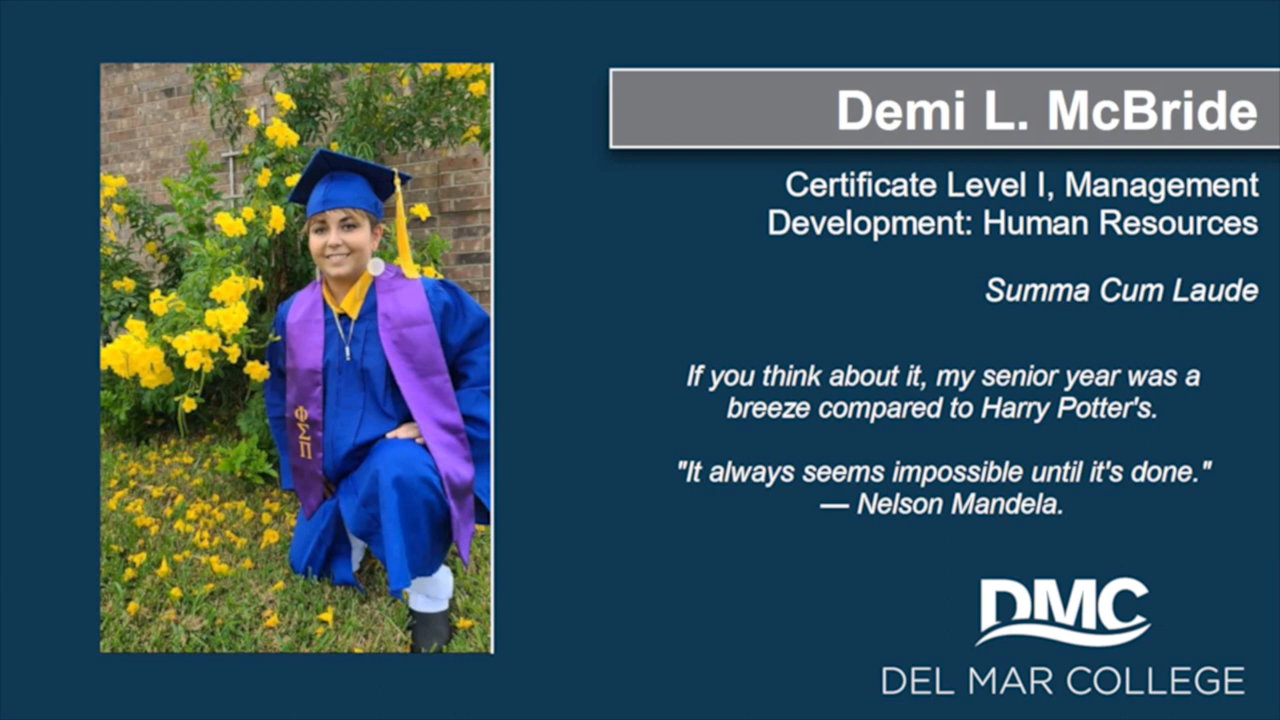 Demi L. McBride
Certificate Level I, Management
Development: Human Resources
Summa Cum Laude
If you think about it, my senior year was a
breeze compared to Harry Potter's.
"It always seems impossible until it's done."
— Nelson Mandela.
ΦΣΠ
DMC
DEL MAR COLLEGE